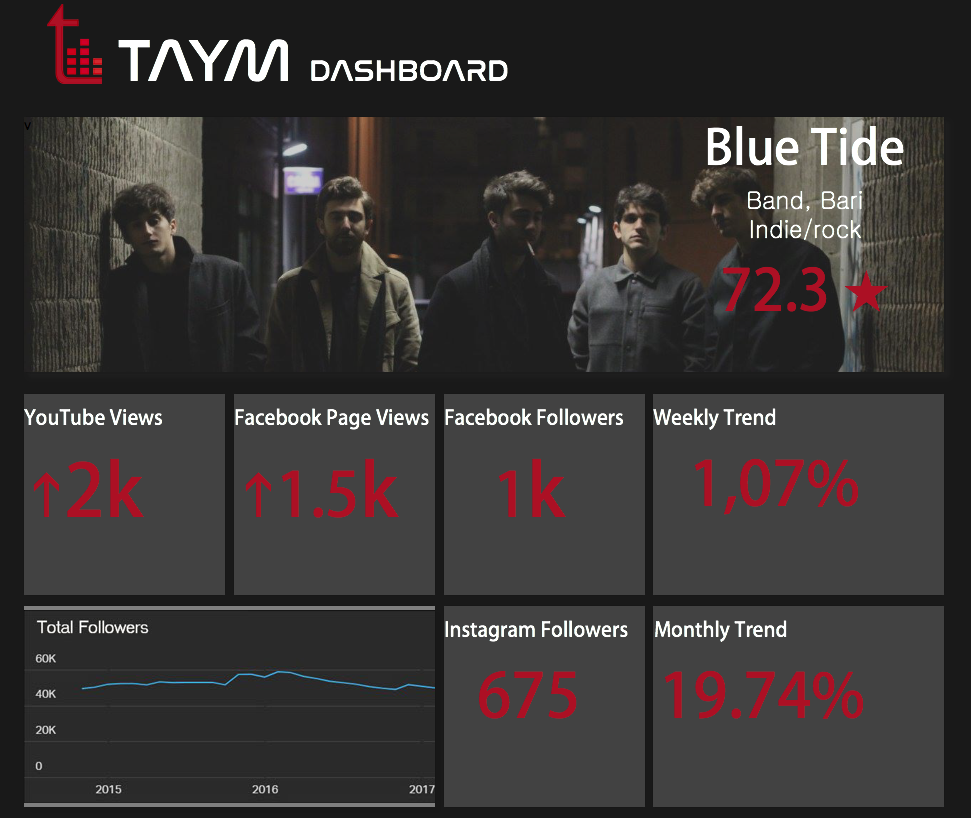 TAYM DASHBOARD
v
Blue Tide
Band, Bari
Indie/rock
72.3 ★
YouTube Views
↑2k
Facebook Page Views
↑1.5k
Facebook Followers
1k
Weekly Trend
1,07%
Total Followers
60K
40K
20K
0
2015 2016 2017
Instagram Followers
675
Monthly Trend
19.74%